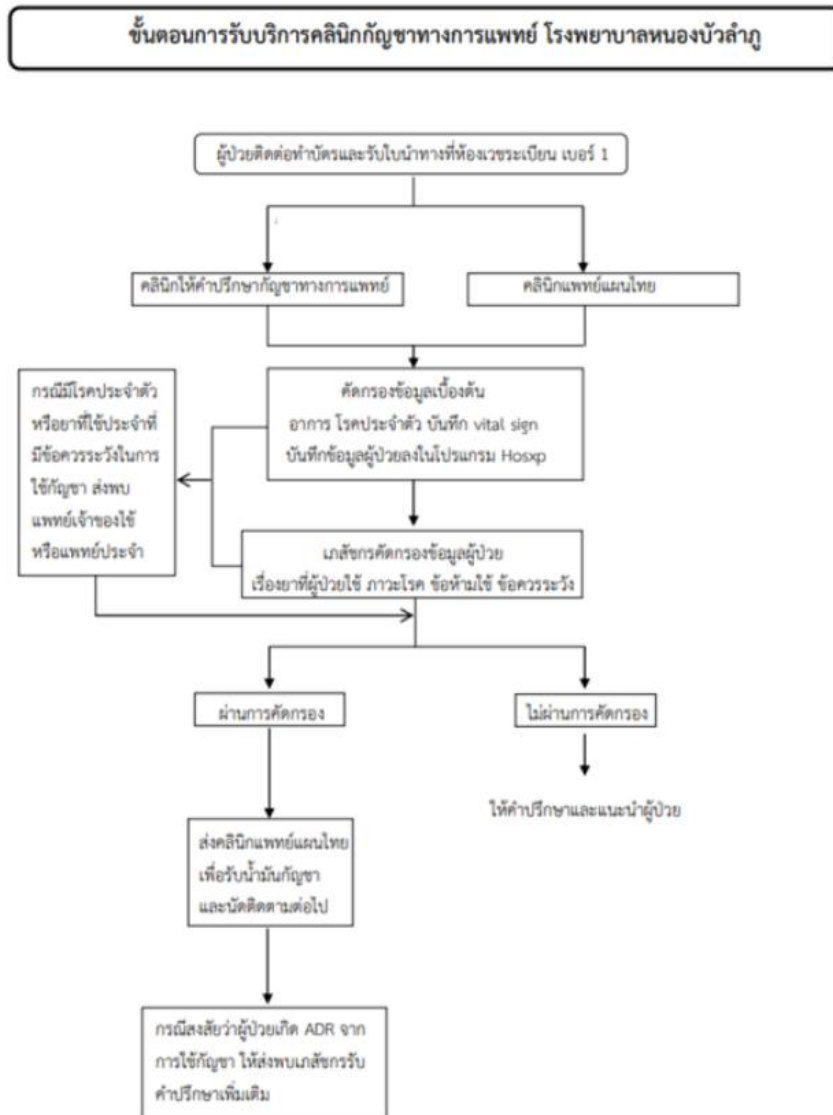 ขั้นตอนการรับบริการคลินิกกัญชาทางการแพทย์ โรงพยาบาลหนองบัวลำภู
ผู้ป่วยติดต่อทำบัตรและรับใบนำทางที่ห้องเวชระเบียน เบอร์ 1
คลินิกให้คำปรึกษากัญชาทางการแพทย์
คลินิกแพทย์แผนไทย
คัดกรองข้อมูลเบื้องต้น
อาการ โรคประจำตัว บันทึก vital sign
บันทึกข้อมูลผู้ป่วยลงในโปรแกรม Hosxp
กรณีมีโรคประจำตัว
หรือยาที่ใช้ประจำที่
มีข้อควรระวังในการ
ใช้กัญชา ส่งพบ
แพทย์เจ้าของใช้
หรือแพทย์ประจำ
เภสัชกรคัดกรองข้อมูลผู้ป่วย
เรื่องยาที่ผู้ป่วยใช้ ภาวะโรค ข้อห้ามใช้ ข้อควรระวัง
ผ่านการคัดกรอง
ไม่ผ่านการคัดกรอง
ให้คำปรึกษาและแนะนำผู้ป่วย
ส่งคลินิกแพทย์แผนไทย
เพื่อรับน้ำมันกัญชา
และนัดติดตามต่อไป
กรณีสงสัยว่าผู้ป่วยเกิด ADR จาก
การใช้กัญชา ให้ส่งพบเภสัชกรรับ
คำปรึกษาเพิ่มเติม